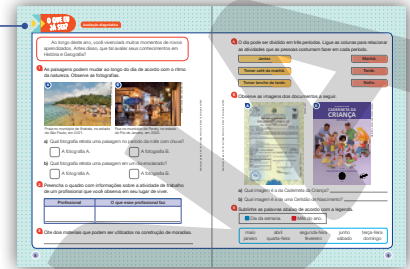 O QUE EU
JÁ SEI?
Avaliação diagnóstica
Ao longo deste ano, você vivenciará muitos momentos de novos
aprendizados. Antes disso, que tal avaliar seus conhecimentos em
História e Geografia?
1 As paisagens podem mudar ao longo do dia de acordo com o ritmo
da natureza. Observe as fotografias.
A
B
a) Qual fotografia retrata uma paisagem no período da noite com chuva?
A fotografia A.
A fotografia B.
b) Qual fotografia retrata uma paisagem em um dia ensolarado?
A fotografia A.
A fotografia B.
2 Preencha o quadro com informações sobre a atividade de trabalho
de um profissional que você observa em seu lugar de viver.
Profissional
O que esse profissional faz
3 Cite dois materiais que podem ser utilizados na construção de moradias.
4 O dia pode ser dividido em três períodos. Ligue as colunas para relacionar
as atividades que as pessoas costumam fazer em cada período.
Jantar.
Manhã.
Tomar café da manhã.
Tarde.
Tomar lanche da tarde.
Noite.
5 Observe as imagens dos documentos a seguir.
A
B
CADERNETA DA
CRIANÇA
a) Qual imagem é a da Caderneta da Criança?
b) Qual imagem é a de uma Certidão de Nascimento?
6 Sublinhe as palavras abaixo de acordo com a legenda.
Dia da semana.
Mês do ano.
maio
abril
segunda-feira
junho
terça-feira
janeiro
quarta-feira
fevereiro
sábado
domingo